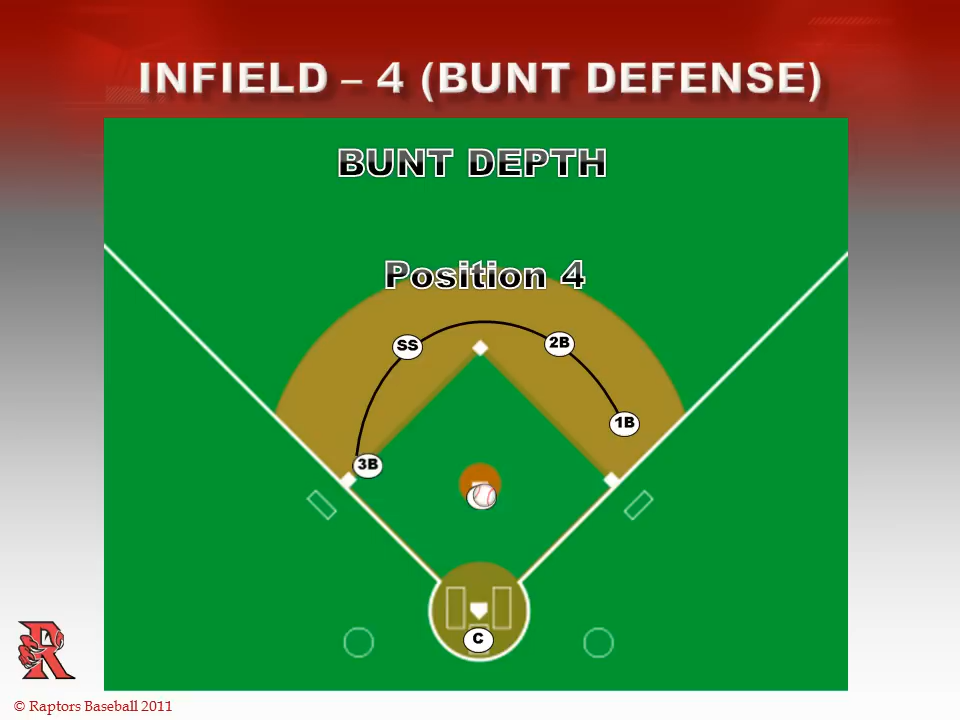 INFIELD – 4 (BUNT DEFENSE)
BUNT DEPTH
Position 4
SS
2B
1B
3B
C
R
© Raptors Baseball 2011